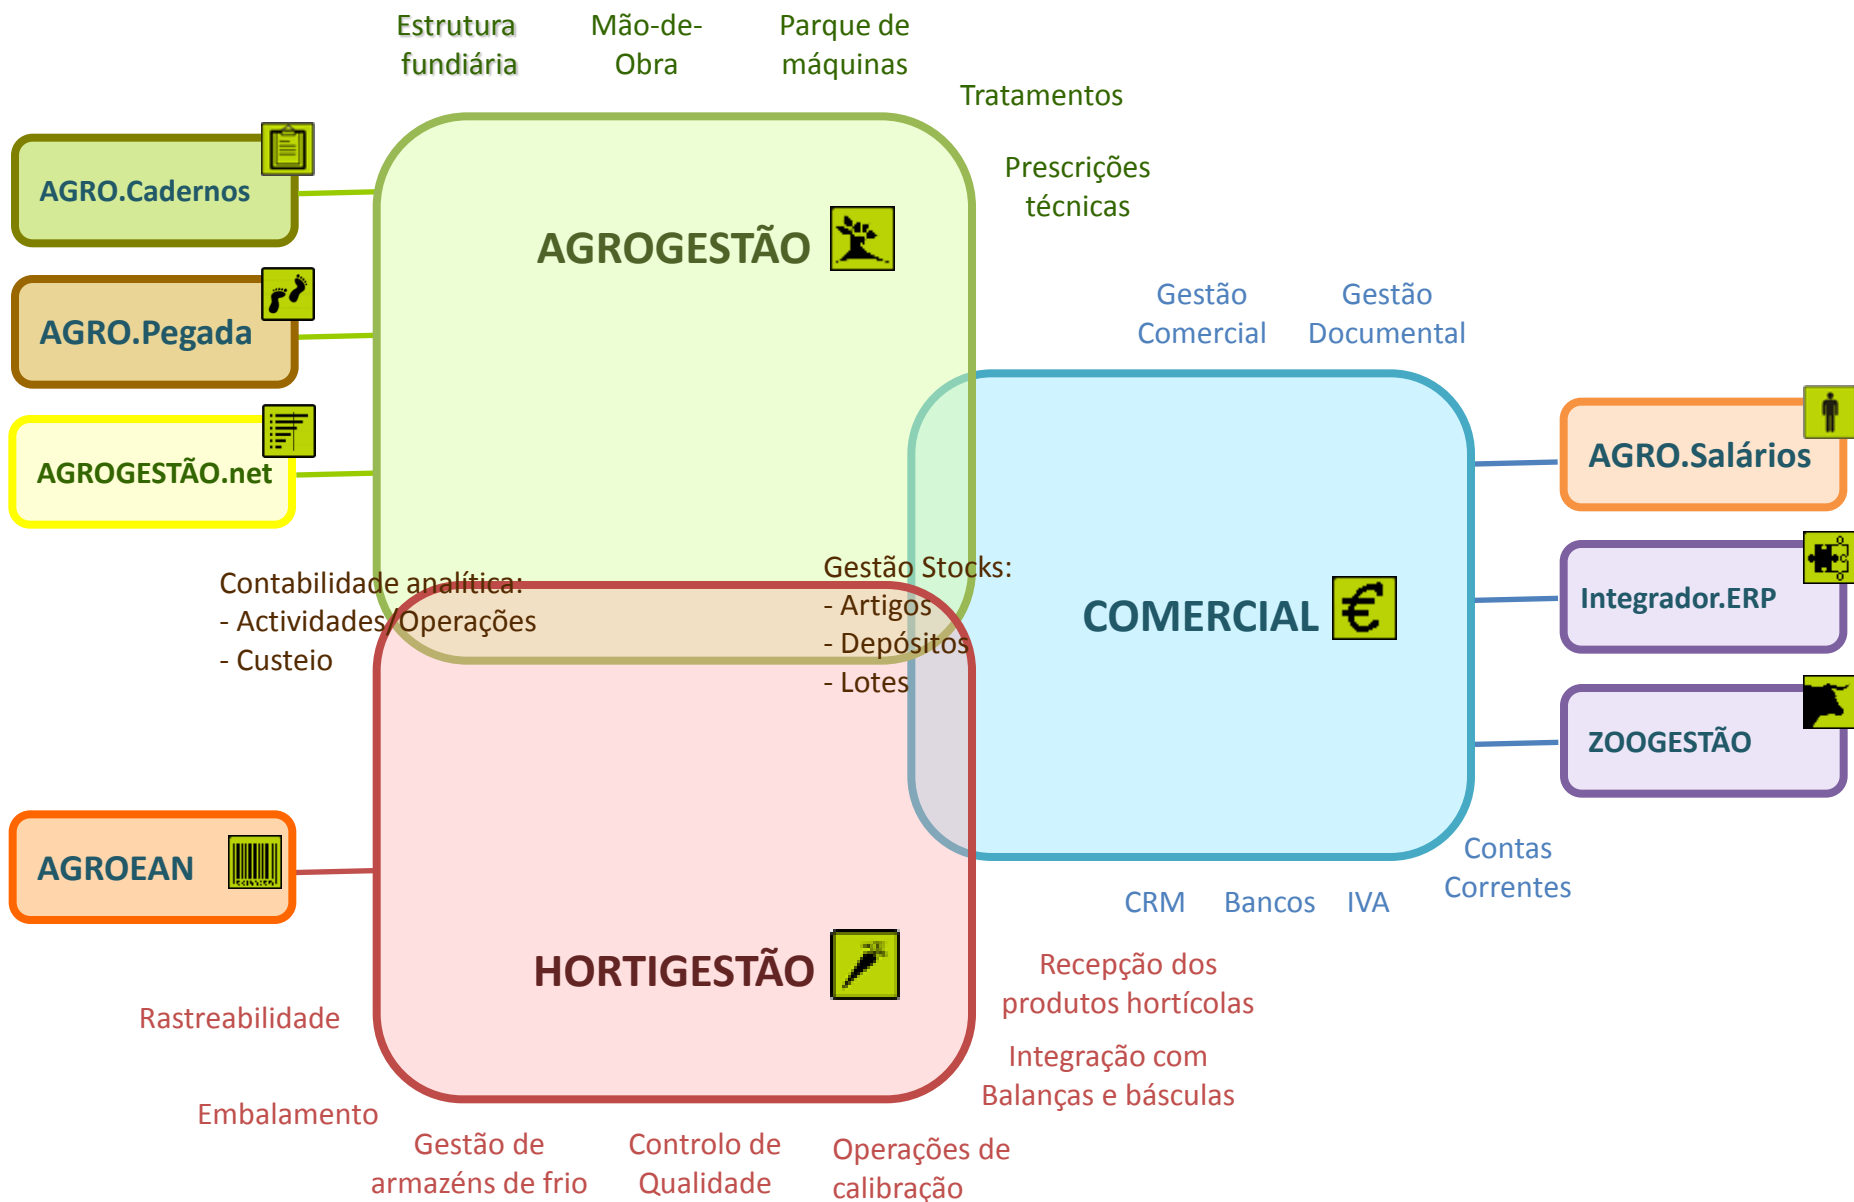 Estrutura
fundiária
Mão-de-
Obra
Parque de
máquinas
Tratamentos
Prescrições
técnicas
AGRO.Cadernos
AGROGESTÃO
AGRO.Pegada
AGROGESTÃO.net
Gestão
Comercial
Gestão
Documental
AGRO.Salários
Contabilidade analítica:
- Actividades/Operações
- Custeio
Gestão Stocks:
- Artigos
- Depósitos
- Lotes
COMERCIAL
€
Integrador.ERP
ZOOGESTÃO
AGROEAN
Contas
Correntes
CRM
Bancos
IVA
HORTIGESTÃO
Recepção dos
produtos hortícolas
Rastreabilidade
Integração com
Balanças e básculas
Embalamento
Gestão de
armazéns de frio
Controlo de
Qualidade
Operações de
calibração